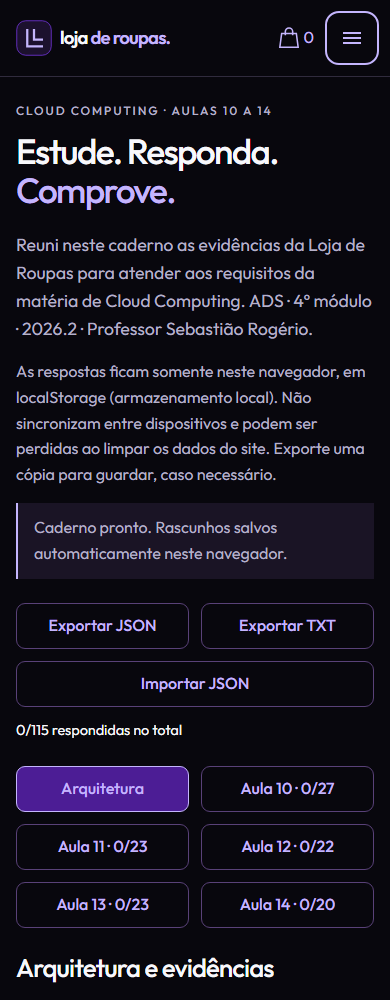 loja de roupas.
0
CLOUD COMPUTING · AULAS 10 A 14
Estude. Responda.
Comprove.
Reuni neste caderno as evidências da Loja de
Roupas para atender aos requisitos da
matéria de Cloud Computing. ADS · 4º módulo
· 2026.2 · Professor Sebastião Rogério.
As respostas ficam somente neste navegador, em
localStorage (armazenamento local). Não
sincronizam entre dispositivos e podem ser
perdidas ao limpar os dados do site. Exporte uma
cópia para guardar, caso necessário.
Caderno pronto. Rascunhos salvos
automaticamente neste navegador.
Exportar JSON
Exportar TXT
Importar JSON
0/115 respondidas no total
Arquitetura
Aula 10 · 0/27
Aula 11 · 0/23
Aula 12 · 0/22
Aula 13 · 0/23
Aula 14 · 0/20
Arquitetura e evidências